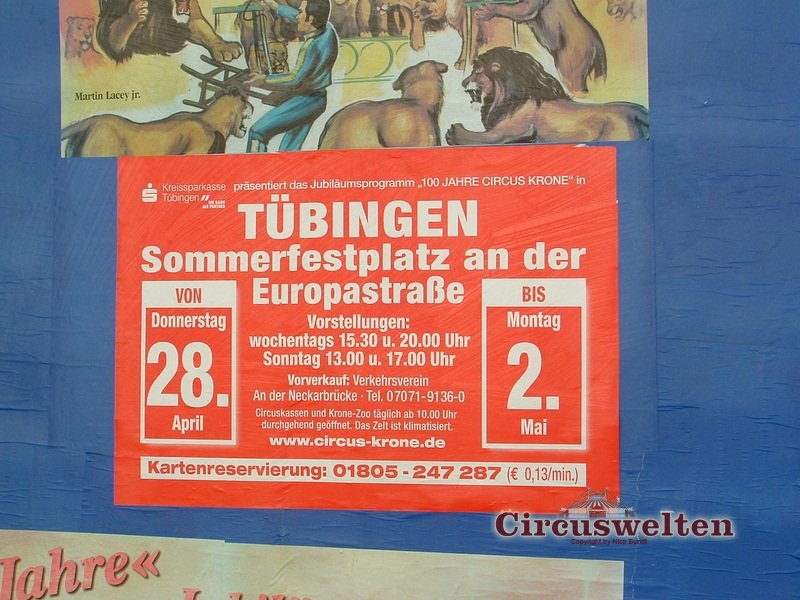 Martin Lacey jr.
Kreissparkasse
Tübingen
präsentiert das Jubiläumsprogramm „100 JAHRE CIRCUS KRONE“ in
TÜBINGEN
Sommerfestplatz an der
Europastraße
VON
Donnerstag
28.
April
Vorstellungen:
wochentags 15.30 u. 20.00 Uhr
Sonntag 13.00 u. 17.00 Uhr
Vorverkauf: Verkehrsverein
An der Neckarbrücke · Tel. 07071-9136-0
Circuskassen und Krone-Zoo täglich ab 10.00 Uhr
durchgehend geöffnet. Das Zelt ist klimatisiert.
www.circus-krone.de
BIS
Montag
2.
Mai
Kartenreservierung: 01805 - 247 287 (€ 0,13/min.)
Circuswelten
Copyright by Nico Bundt
Jahre“